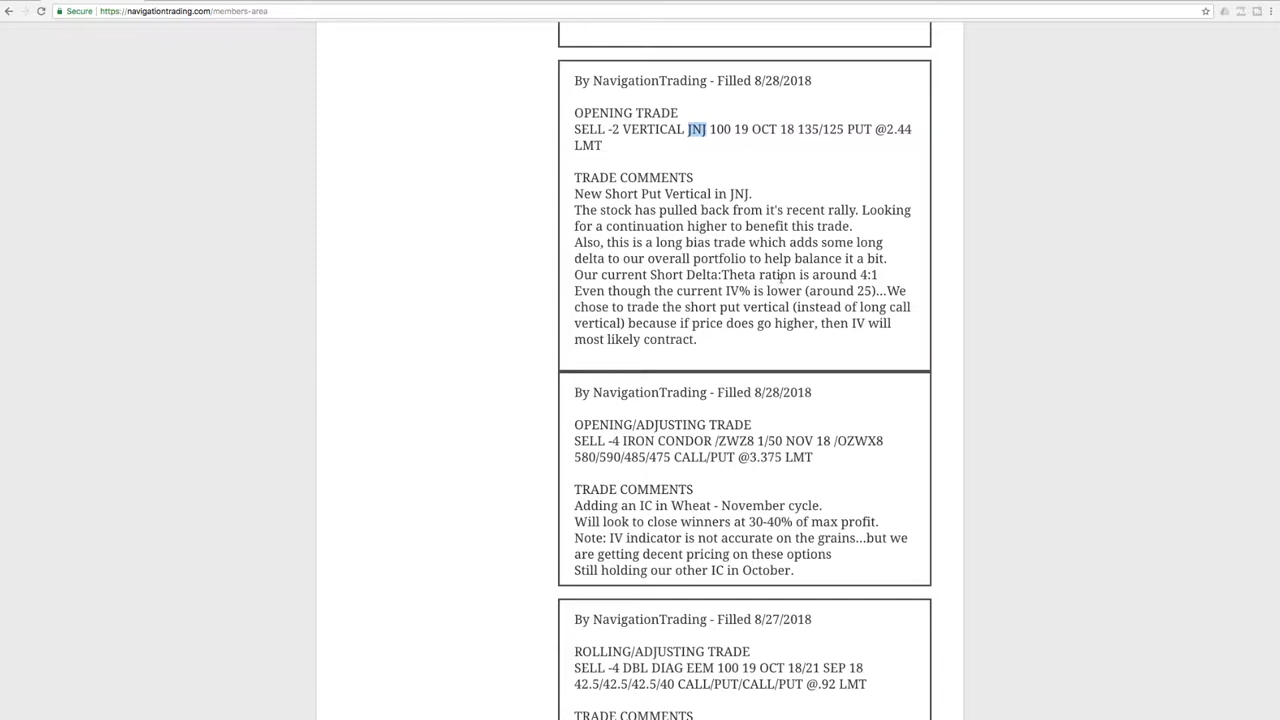 Secure | https://navigationtrading.com/members-area
By NavigationTrading - Filled 8/28/2018
OPENING TRADE
SELL -2 VERTICAL JNJ 100 19 OCT 18 135/125 PUT @2.44
LMT
TRADE COMMENTS
New Short Put Vertical in JNJ.
The stock has pulled back from it's recent rally. Looking
for a continuation higher to benefit this trade.
Also, this is a long bias trade which adds some long
delta to our overall portfolio to help balance it a bit.
Our current Short Delta:Theta ration is around 4:1
Even though the current IV% is lower (around 25)...We
chose to trade the short put vertical (instead of long call
vertical) because if price does go higher, then IV will
most likely contract.
By NavigationTrading - Filled 8/28/2018
OPENING/ADJUSTING TRADE
SELL -4 IRON CONDOR /ZWZ8 1/50 NOV 18 /OZWX8
580/590/485/475 CALL/PUT @3.375 LMT
TRADE COMMENTS
Adding an IC in Wheat - November cycle.
Will look to close winners at 30-40% of max profit.
Note: IV indicator is not accurate on the grains...but we
are getting decent pricing on these options
Still holding our other IC in October.
By NavigationTrading - Filled 8/27/2018
ROLLING/ADJUSTING TRADE
SELL -4 DBL DIAG EEM 100 19 OCT 18/21 SEP 18
42.5/42.5/42.5/40 CALL/PUT/CALL/PUT @.92 LMT
TRADE COMMENTS